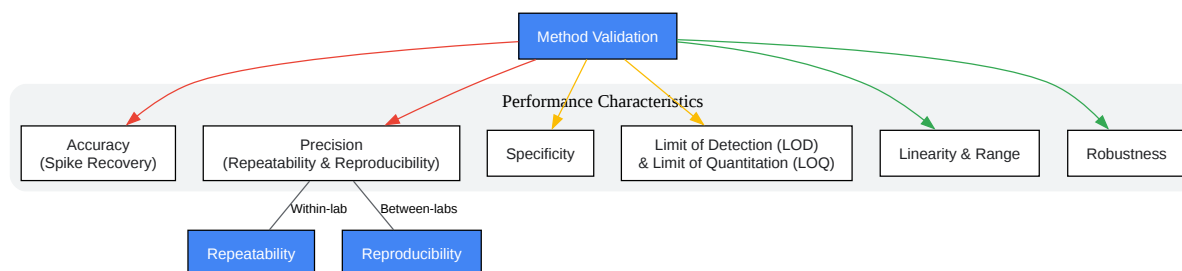 Method Validation
Performance Characteristics
Accuracy
(Spike Recovery)
Precision
(Repeatability & Reproducibility)
Specificity
Limit of Detection (LOD)
& Limit of Quantitation (LOQ)
Linearity & Range
Robustness
Within-lab
Between-labs
Repeatability
Reproducibility